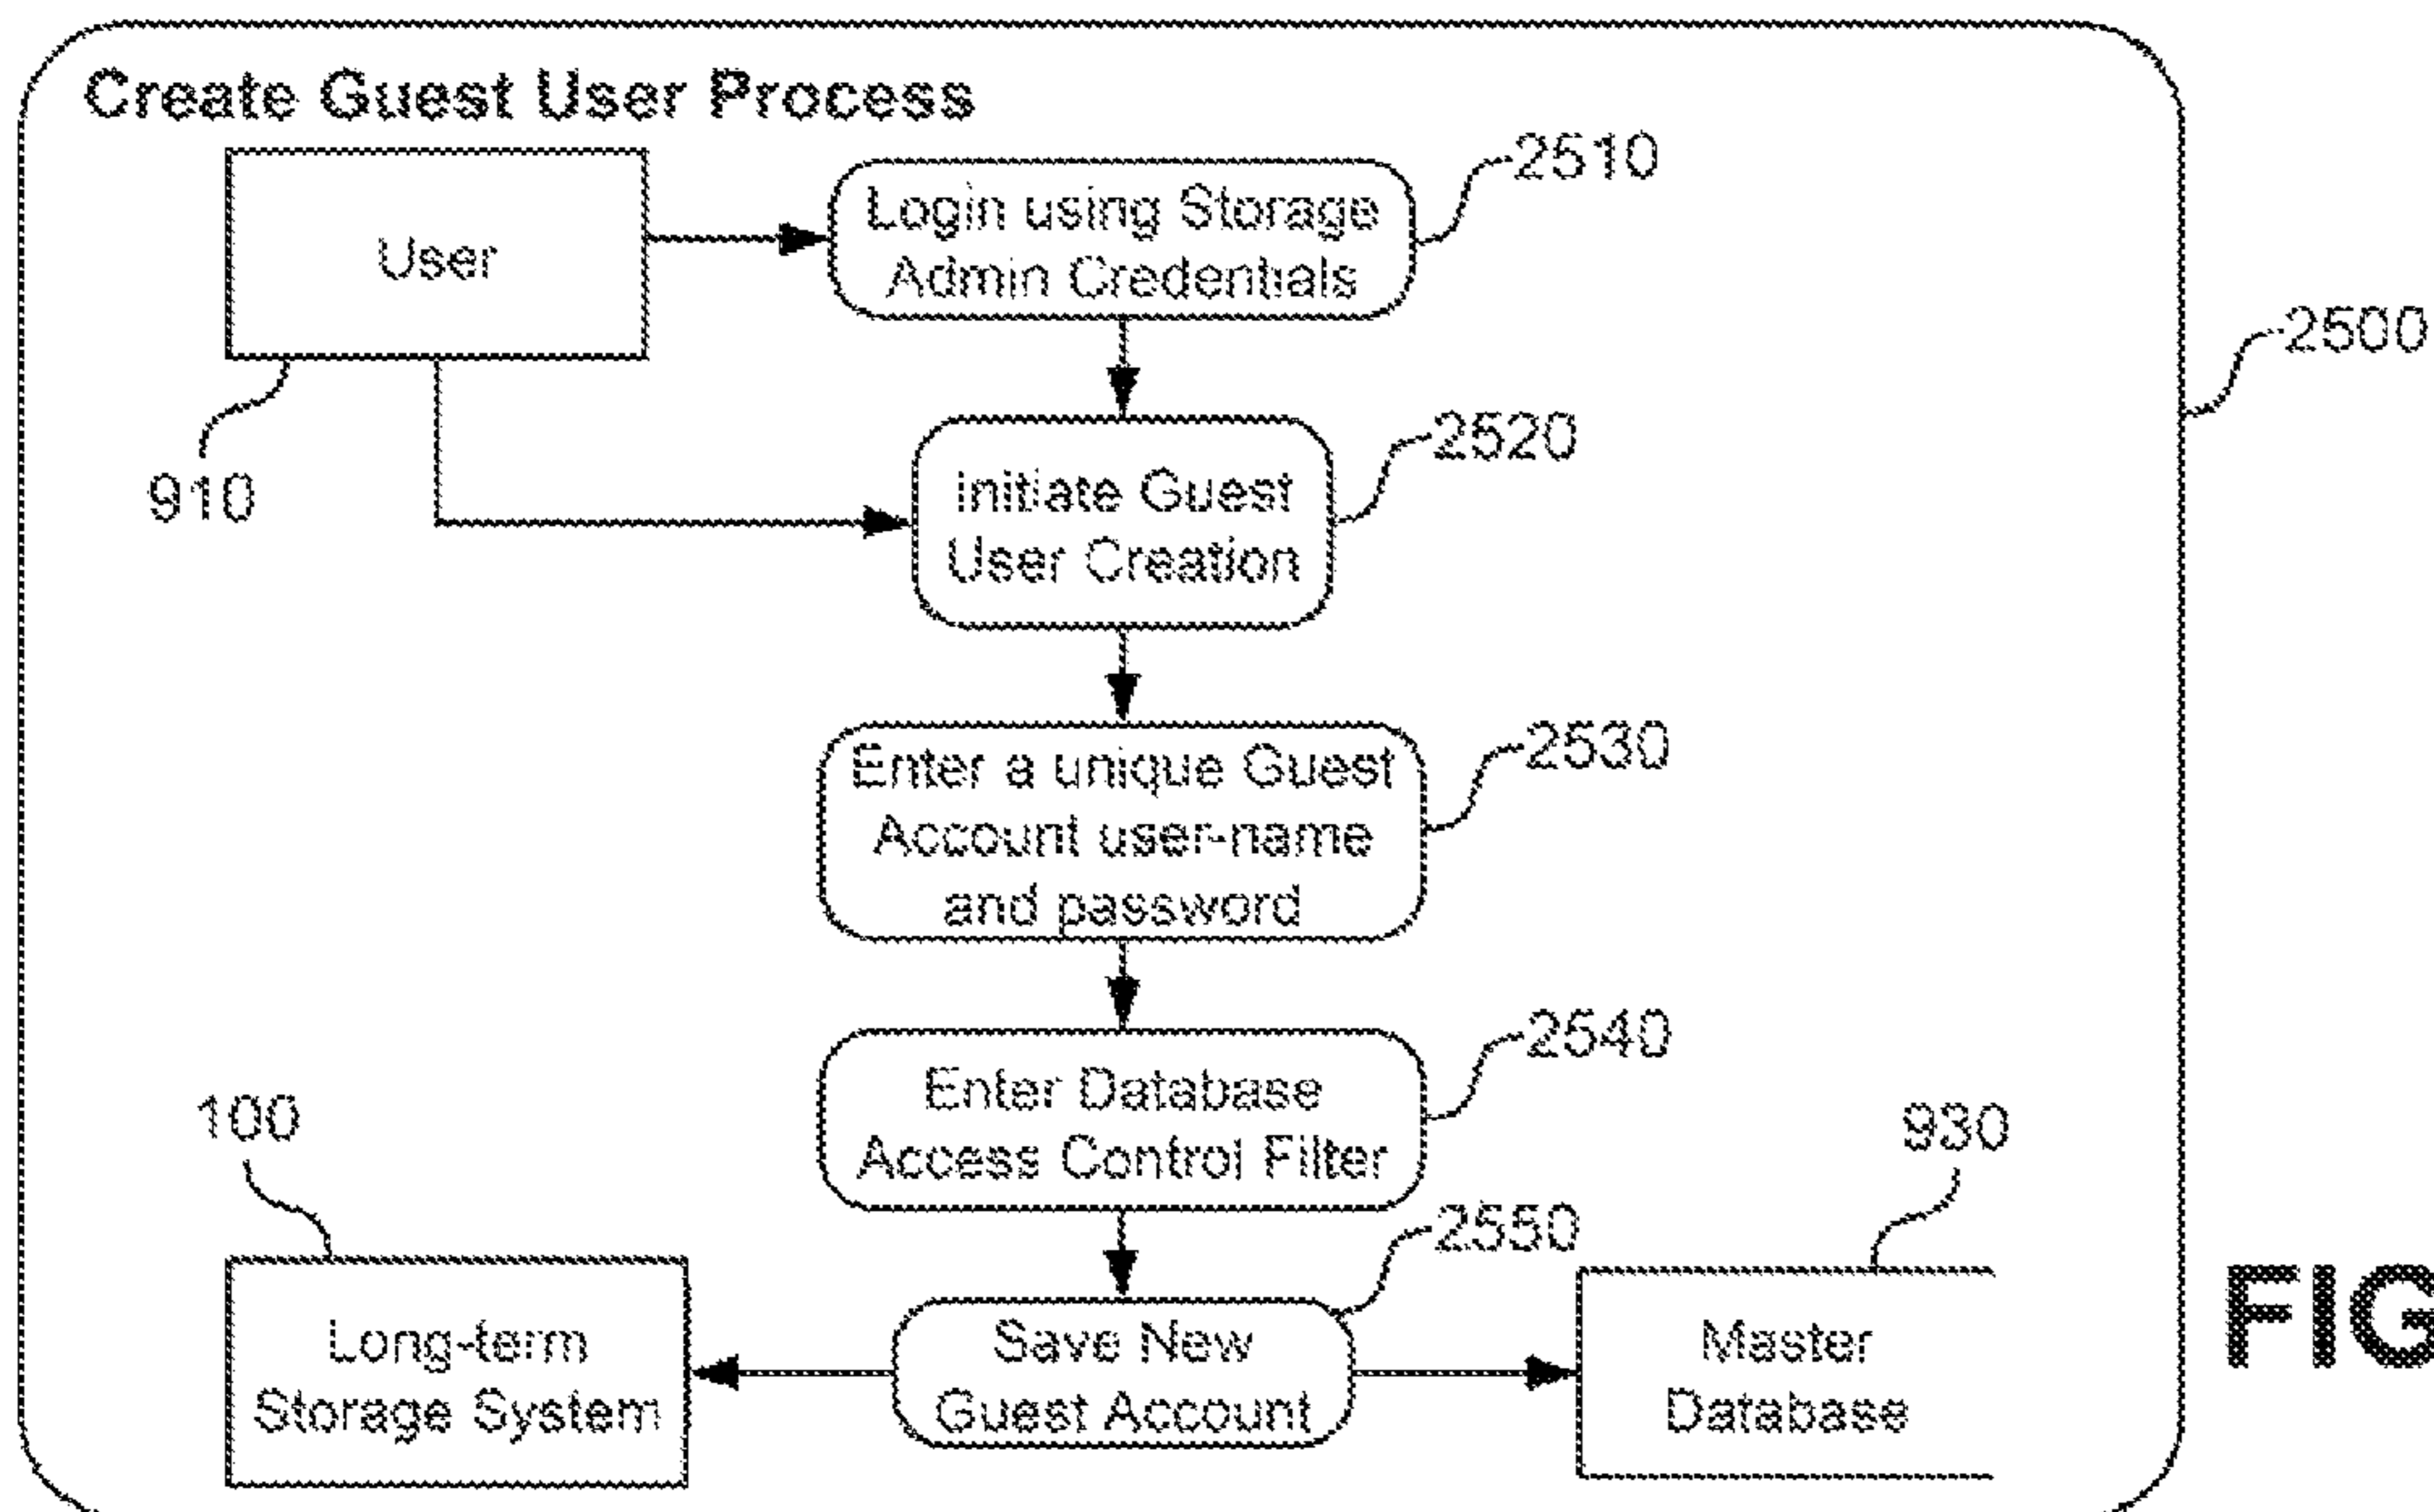 Create Guest User Process
User
Login using Storage
Admin Credentials
2510
2500
910
Initiate Guest
User Creation
2520
Enter a unique Guest
Account user-name
and password
2530
Enter Database
Access Control Filter
2540
100
930
2550
Long-term
Storage System
Save New
Guest Account
Master
Database
FIG